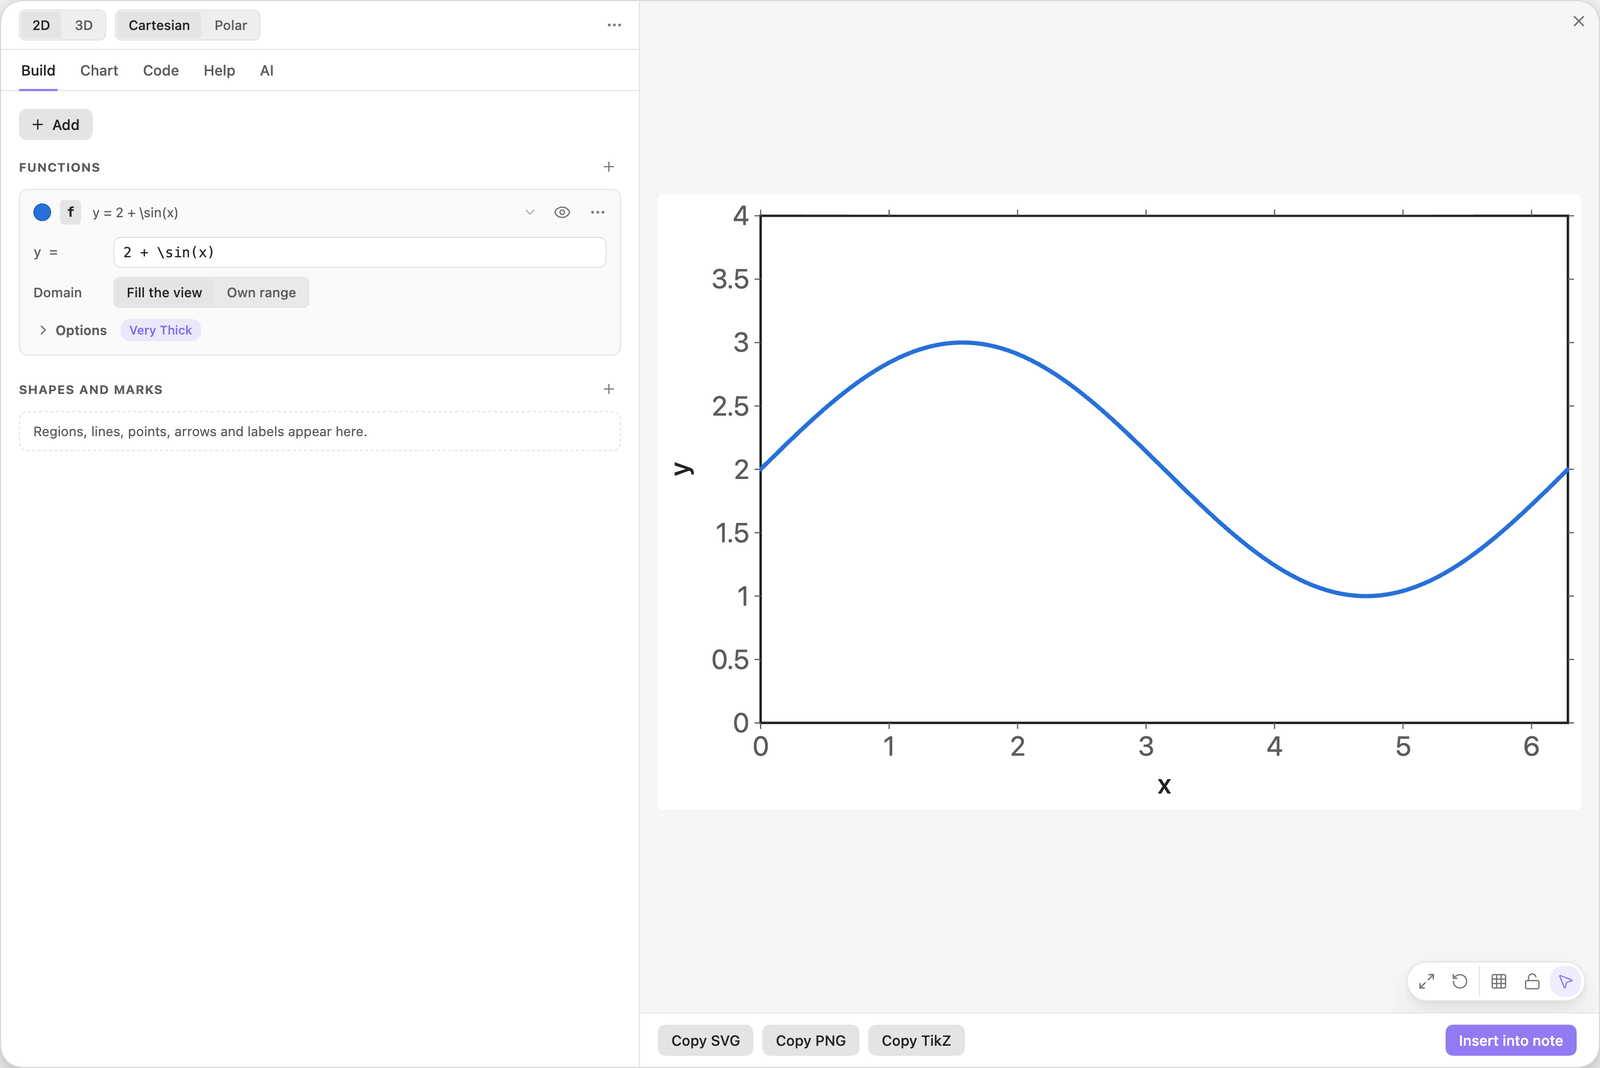 2D 3D Cartesian Polar
Build Chart Code Help AI
+ Add
FUNCTIONS
f y = 2 + \sin(x)
y = 2 + \sin(x)
Domain Fill the view Own range
Options Very Thick
SHAPES AND MARKS
Regions, lines, points, arrows and labels appear here.
4
3.5
3
2.5
2
1.5
1
0.5
0
y
0 1 2 3 4 5 6
x
Copy SVG Copy PNG Copy TikZ Insert into note